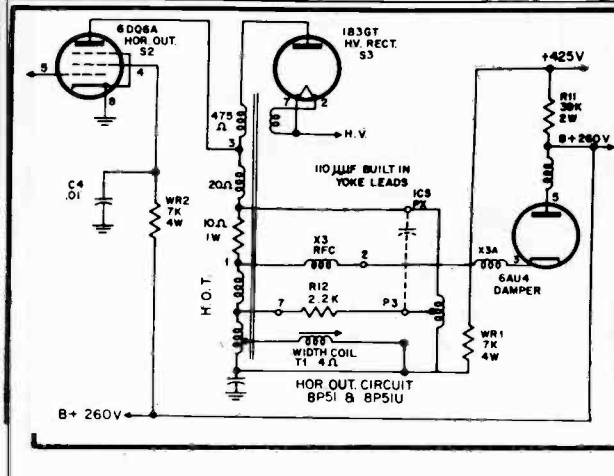 6DQ6A
HOR. OUT.
S2
5
4
8
1B3GT
HV. RECT.
S3
7
2
H.V.
+425V
R11
39K
2W
B+ 260V
475
Ω
3
20Ω
10Ω
1W
1
110 μμF BUILT IN
YOKE LEADS
ICS
PX
C4
.01
WR2
7K
4W
X3
RFC
2
X3A
3
5
6AU4
DAMPER
H.O.T.
7
R12
2.2K
P3
WR1
7K
4W
WIDTH COIL
T1 4Ω
HOR OUT. CIRCUIT
8P51 & 8P51U
B+ 260V